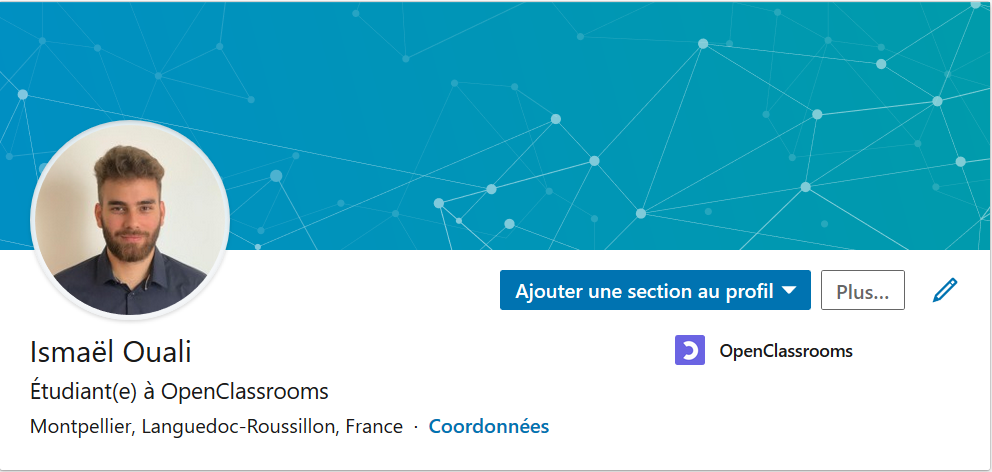 Ajouter une section au profil
Plus...
Ismaël Ouali
OpenClassrooms
Étudiant(e) à OpenClassrooms
Montpellier, Languedoc-Roussillon, France · Coordonnées